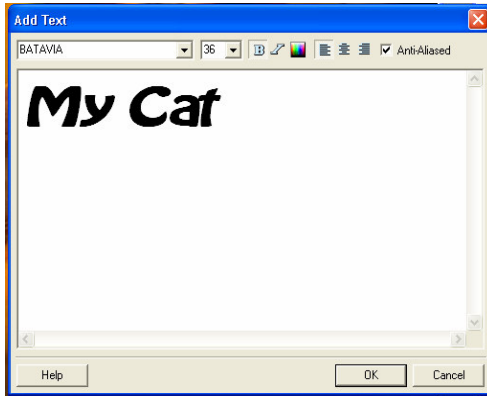 Add Text
BATAVIA 36 B I Anti-Aliased
My Cat
Help OK Cancel